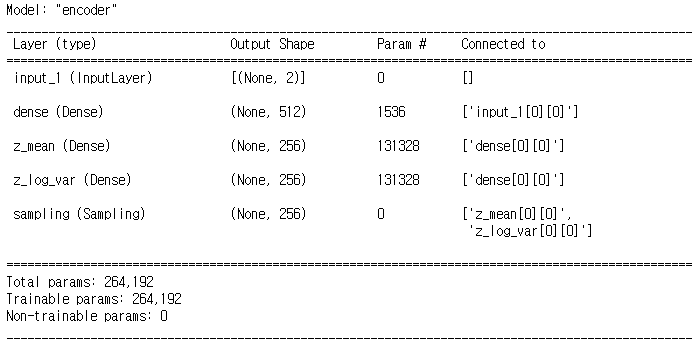 Model: "encoder"
__________________________________________________________________________________________________
Layer (type) Output Shape Param # Connected to
==================================================================================================
input_1 (InputLayer) [(None, 2)] 0 []
dense (Dense) (None, 512) 1536 ['input_1[0][0]']
z_mean (Dense) (None, 256) 131328 ['dense[0][0]']
z_log_var (Dense) (None, 256) 131328 ['dense[0][0]']
sampling (Sampling) (None, 256) 0 ['z_mean[0][0]',
'z_log_var[0][0]']
==================================================================================================
Total params: 264,192
Trainable params: 264,192
Non-trainable params: 0
__________________________________________________________________________________________________